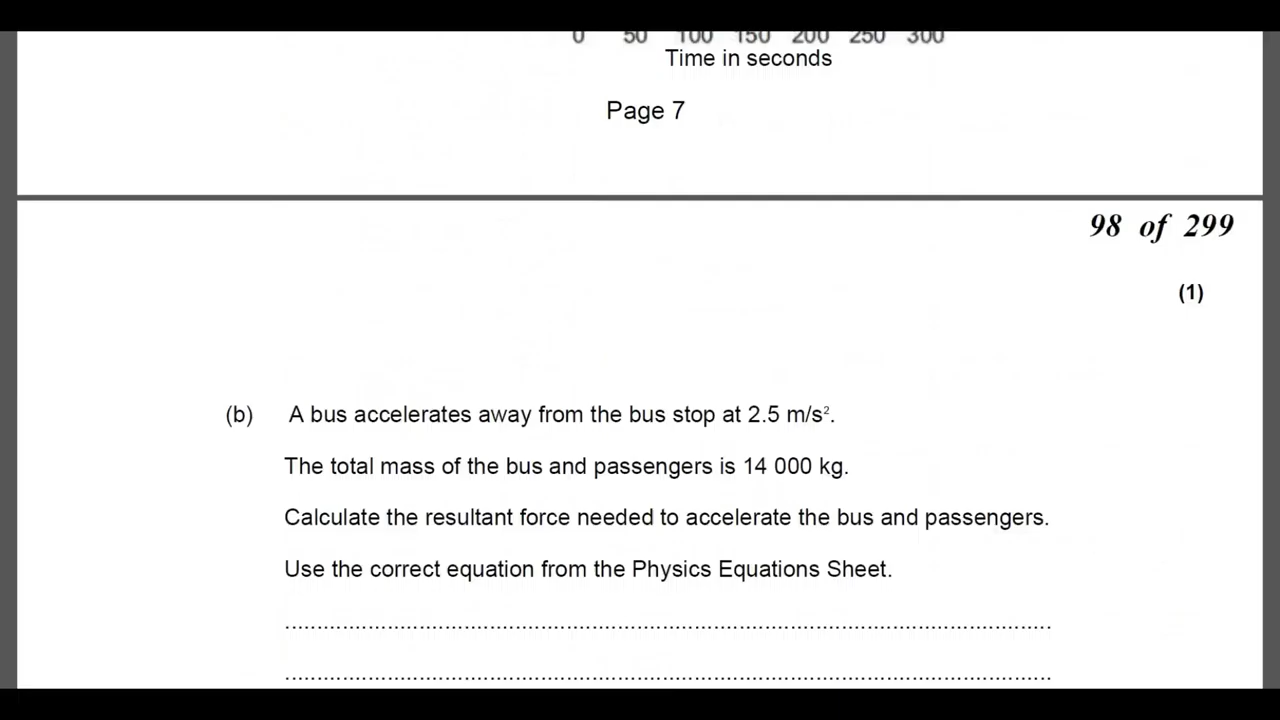 0 50 100 150 200 250 300
Time in seconds
Page 7
98 of 299
(1)
(b) A bus accelerates away from the bus stop at 2.5 m/s².
The total mass of the bus and passengers is 14 000 kg.
Calculate the resultant force needed to accelerate the bus and passengers.
Use the correct equation from the Physics Equations Sheet.
........................................................................................................................
........................................................................................................................